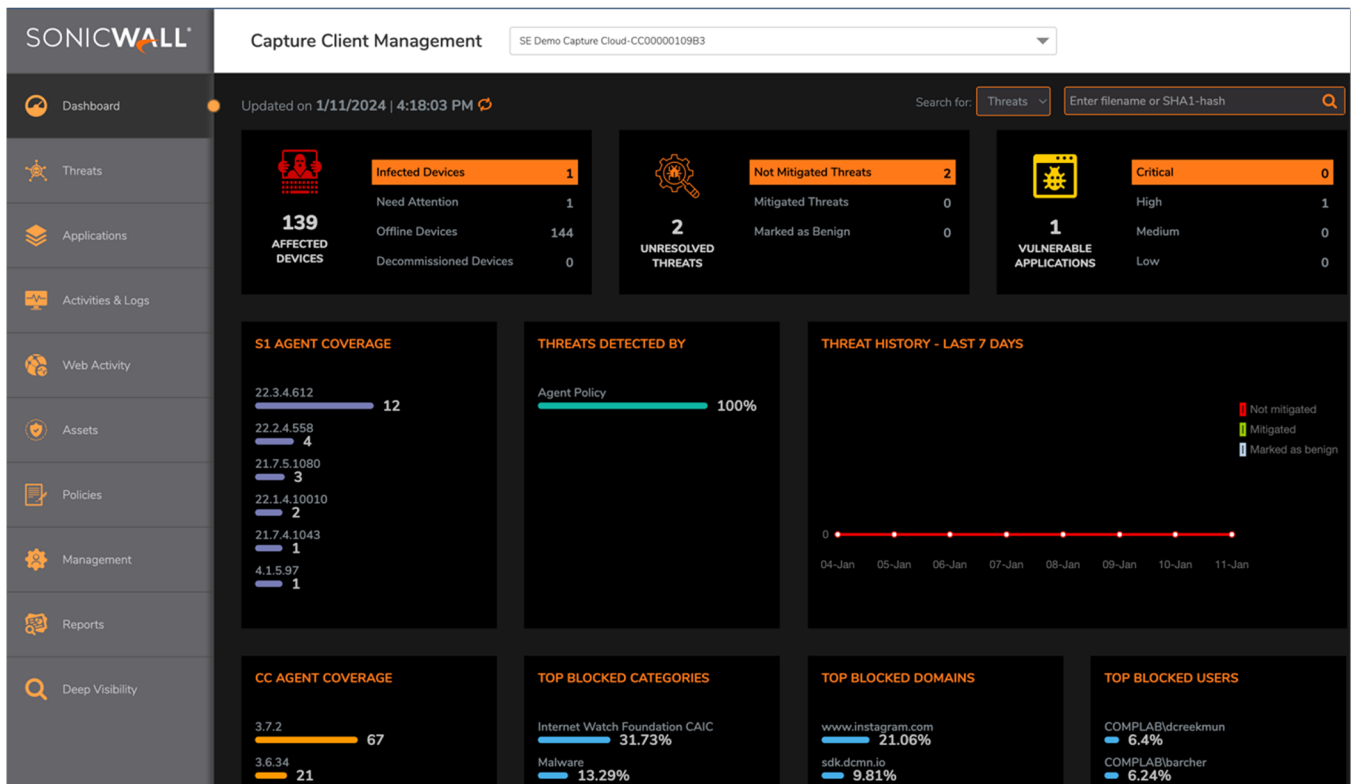 SONICWALL
Capture Client Management
SE Demo Capture Cloud-CC00000109B3
Dashboard
Threats
Applications
Activities & Logs
Web Activity
Assets
Policies
Management
Reports
Deep Visibility
Updated on 1/11/2024 | 4:18:03 PM
Search for:
Threats
Enter filename or SHA1-hash
139
AFFECTED
DEVICES
Infected Devices 1
Need Attention 1
Offline Devices 144
Decommissioned Devices 0
2
UNRESOLVED
THREATS
Not Mitigated Threats 2
Mitigated Threats 0
Marked as Benign 0
1
VULNERABLE
APPLICATIONS
Critical 0
High 1
Medium 0
Low 0
S1 AGENT COVERAGE
22.3.4.612
12
22.2.4.558
4
21.7.5.1080
3
22.1.4.10010
2
21.7.4.1043
1
4.1.5.97
1
THREATS DETECTED BY
Agent Policy
100%
THREAT HISTORY - LAST 7 DAYS
Not mitigated
Mitigated
Marked as benign
0
04-Jan 05-Jan 06-Jan 07-Jan 08-Jan 09-Jan 10-Jan 11-Jan
CC AGENT COVERAGE
3.7.2
67
3.6.34
21
TOP BLOCKED CATEGORIES
Internet Watch Foundation CAIC
31.73%
Malware
13.29%
TOP BLOCKED DOMAINS
www.instagram.com
21.06%
sdk.dcmn.io
9.81%
TOP BLOCKED USERS
COMPLAB\dcreekmun
6.4%
COMPLAB\barcher
6.24%